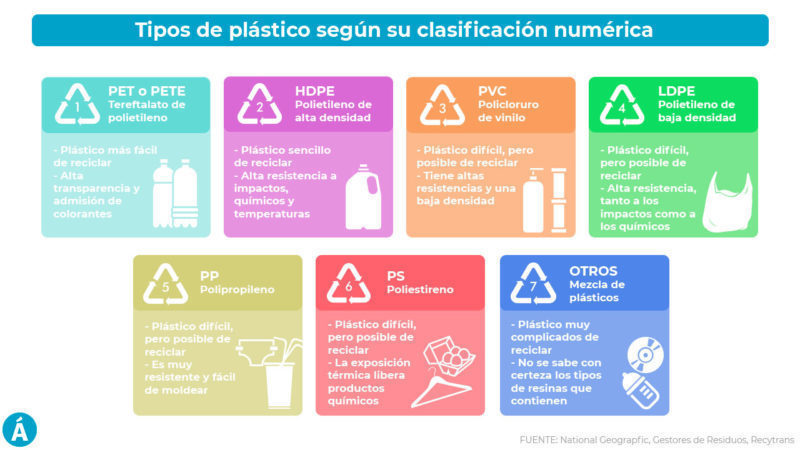 Tipos de plástico según su clasificación numérica
1
PET o PETE
Tereftalato de
polietileno
- Plástico más fácil
de reciclar
- Alta
transparencia y
admisión de
colorantes
2
HDPE
Polietileno de
alta densidad
- Plástico sencillo
de reciclar
- Alta resistencia a
impactos,
químicos y
temperaturas
3
PVC
Policloruro
de vinilo
- Plástico difícil, pero
posible de reciclar
- Tiene altas
resistencias y una
baja densidad
4
LDPE
Polietileno de
baja densidad
- Plástico difícil,
pero posible de
reciclar
- Alta resistencia,
tanto a los
impactos como a
los químicos
5
PP
Polipropileno
- Plástico difícil,
pero posible de
reciclar
- Es muy
resistente y fácil
de moldear
6
PS
Poliestireno
- Plástico difícil,
pero posible de
reciclar
- La exposición
térmica libera
productos
químicos
7
OTROS
Mezcla de
plásticos
- Plástico muy
complicados de
reciclar
- No se sabe con
certeza los tipos
de resinas que
contienen
Á
FUENTE: National Geograpfic, Gestores de Residuos, Recytrans